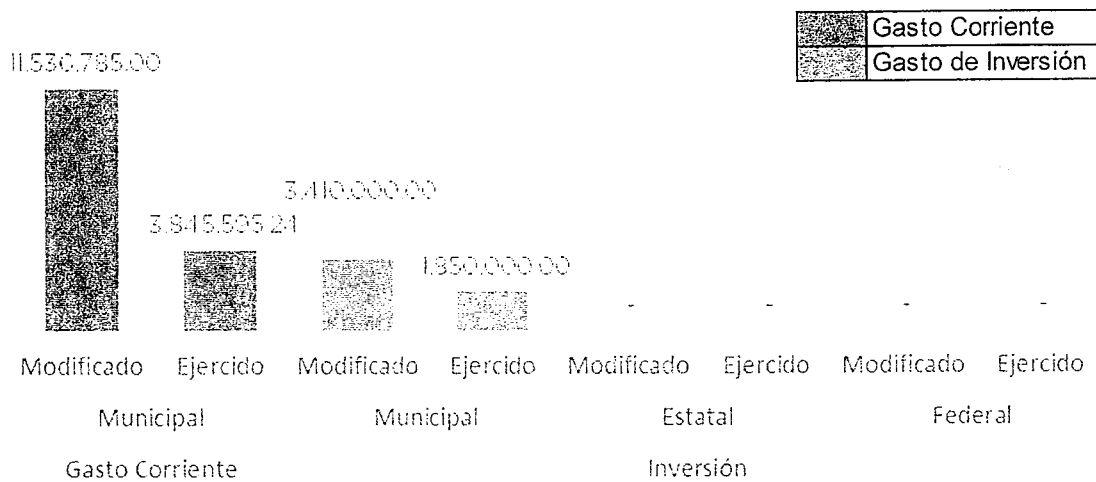 Gasto Corriente
Gasto de Inversión
11,530,785.00
3,410,000.00
3,845,595.24
1,850,000.00
- - - -
Modificado Ejercido Modificado Ejercido Modificado Ejercido Modificado Ejercido
Municipal Municipal Estatal Federal
Gasto Corriente Inversión